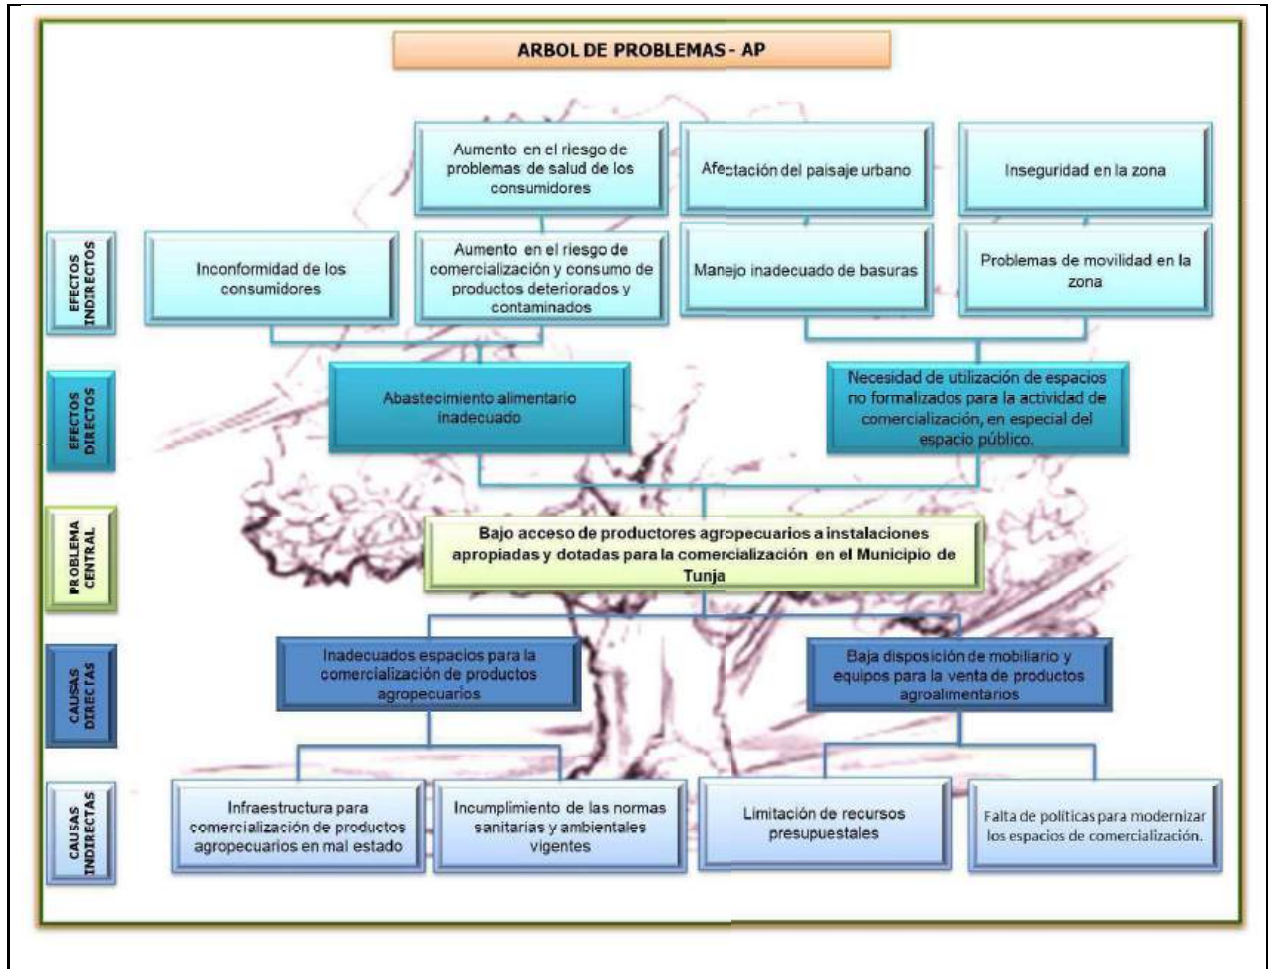 ARBOL DE PROBLEMAS - AP
Aumento en el riesgo de
problemas de salud de los
consumidores
Afectación del paisaje urbano
Inseguridad en la zona
EFECTOS
INDIRECTOS
Inconformidad de los
consumidores
Aumento en el riesgo de
comercialización y consumo de
productos deteriorados y
contaminados
Manejo inadecuado de basuras
Problemas de movilidad en la
zona
EFECTOS
DIRECTOS
Abastecimiento alimentario
inadecuado
Necesidad de utilización de espacios
no formalizados para la actividad de
comercialización, en especial del
espacio público.
PROBLEMA
CENTRAL
Bajo acceso de productores agropecuarios a instalaciones
apropiadas y dotadas para la comercialización en el Municipio de
Tunja
CAUSAS
DIRECTAS
Inadecuados espacios para la
comercialización de productos
agropecuarios
Baja disposición de mobiliario y
equipos para la venta de productos
agroalimentarios
CAUSAS
INDIRECTAS
Infraestructura para
comercialización de productos
agropecuarios en mal estado
Incumplimiento de las normas
sanitarias y ambientales
vigentes
Limitación de recursos
presupuestales
Falta de políticas para modernizar
los espacios de comercialización.